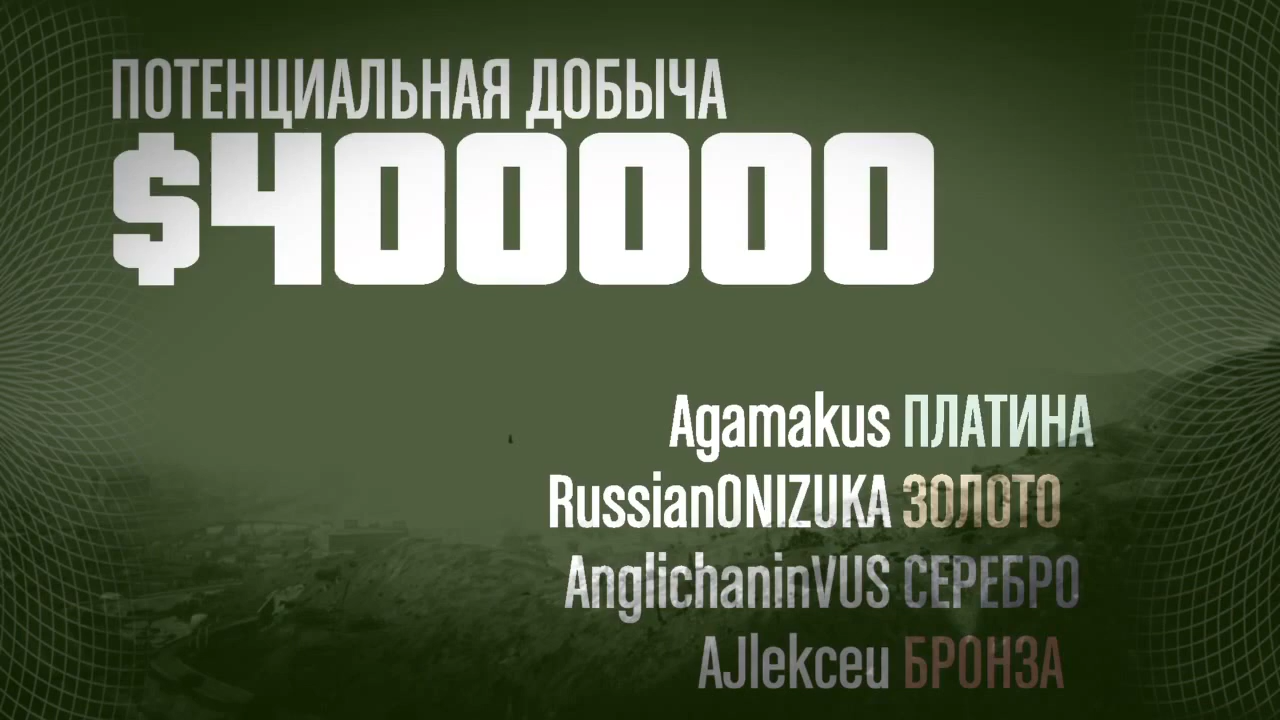 ПОТЕНЦИАЛЬНАЯ ДОБЫЧА
$400000
Agamakus ПЛАТИНА
RussianONIZUKA ЗОЛОТО
AnglichaninVUS СЕРЕБРО
AJlekceu БРОНЗА